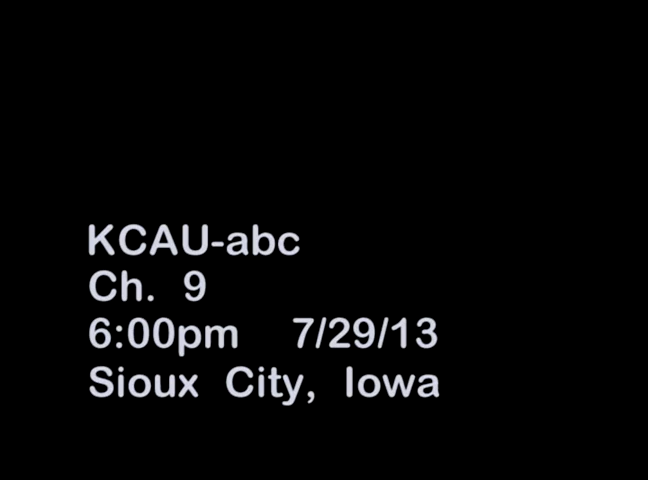 KCAU-abc
Ch. 9
6:00pm 7/29/13
Sioux City, Iowa